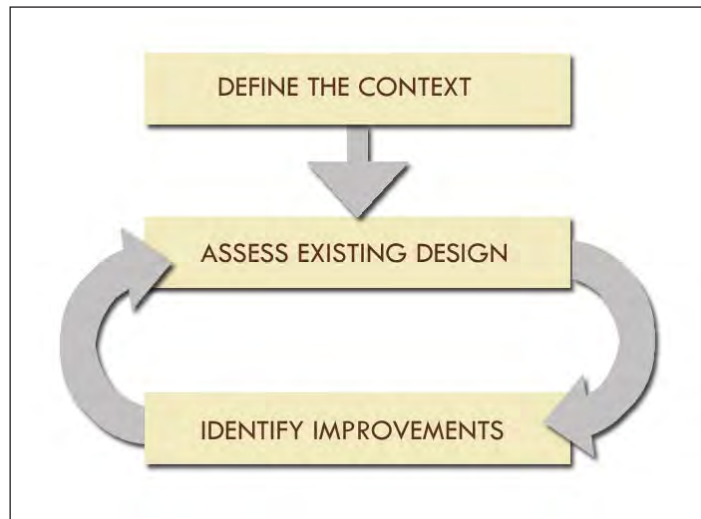 DEFINE THE CONTEXT
ASSESS EXISTING DESIGN
IDENTIFY IMPROVEMENTS